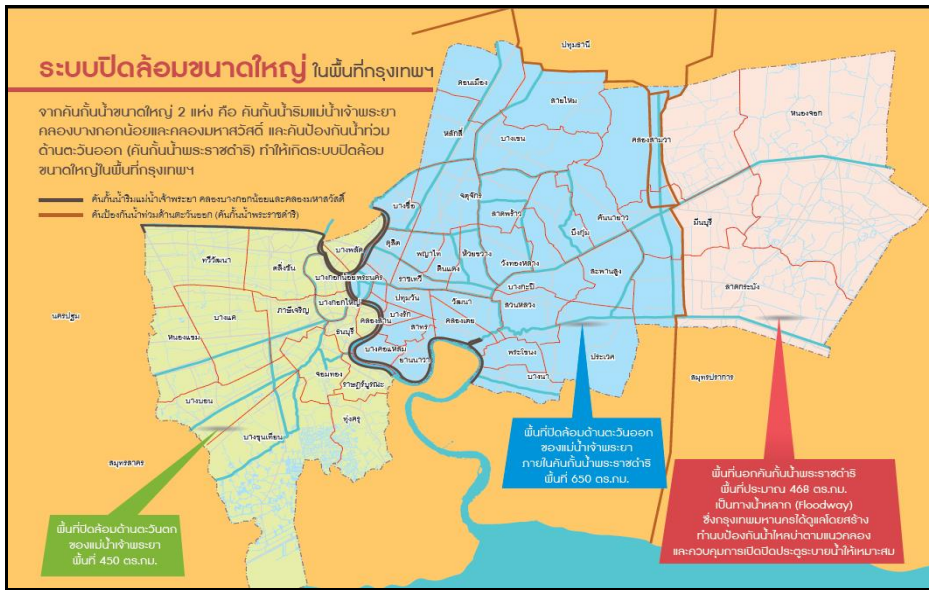 ระบบปิดล้อมขนาดใหญ่ ในพื้นที่กรุงเทพฯ
จากคันกั้นน้ำขนาดใหญ่ 2 แห่ง คือ คันกั้นน้ำริมแม่น้ำเจ้าพระยา
คลองบางกอกน้อยและคลองมหาสวัสดิ์ และคันป้องกันน้ำท่วม
ด้านตะวันออก (คันกั้นน้ำพระราชดำริ) ทำให้เกิดระบบปิดล้อม
ขนาดใหญ่ในพื้นที่กรุงเทพฯ
คันกั้นน้ำริมแม่น้ำเจ้าพระยา คลองบางกอกน้อยและคลองมหาสวัสดิ์
คันป้องกันน้ำท่วมด้านตะวันออก (คันกั้นน้ำพระราชดำริ)
ปทุมธานี
ดอนเมือง
สายไหม
หนองจอก
หลักสี่
บางเขน
คลองสามวา
จตุจักร
บางซื่อ
ลาดพร้าว
คันนายาว
มีนบุรี
บึงกุ่ม
ดุสิต
บางพลัด
พญาไท
ห้วยขวาง
วังทองหลาง
ดินแดง
สะพานสูง
ทวีวัฒนา
ตลิ่งชัน
บางกอกน้อย
พระนคร
ราชเทวี
บางกะปิ
ลาดกระบัง
บางกอกใหญ่
ปทุมวัน
วัฒนา
สวนหลวง
ภาษีเจริญ
บางแค
คลองสาน
บางรัก
สาทร
คลองเตย
นครปฐม
หนองแขม
ธนบุรี
บางคอแหลม
ยานนาวา
พระโขนง
ประเวศ
บางนา
จอมทอง
ราษฎร์บูรณะ
สมุทรปราการ
บางบอน
ทุ่งครุ
บางขุนเทียน
สมุทรสาคร
พื้นที่ปิดล้อมด้านตะวันออก
ของแม่น้ำเจ้าพระยา
ภายในคันกั้นน้ำพระราชดำริ
พื้นที่ 650 ตร.กม.
พื้นที่นอกคันกั้นน้ำพระราชดำริ
พื้นที่ประมาณ 468 ตร.กม.
เป็นทางน้ำหลาก (Floodway)
ซึ่งกรุงเทพมหานครได้ดูแลโดยสร้าง
ทำนบป้องกันน้ำไหลบ่าตามแนวคลอง
และควบคุมการเปิดปิดประตูระบายน้ำให้เหมาะสม
พื้นที่ปิดล้อมด้านตะวันตก
ของแม่น้ำเจ้าพระยา
พื้นที่ 450 ตร.กม.